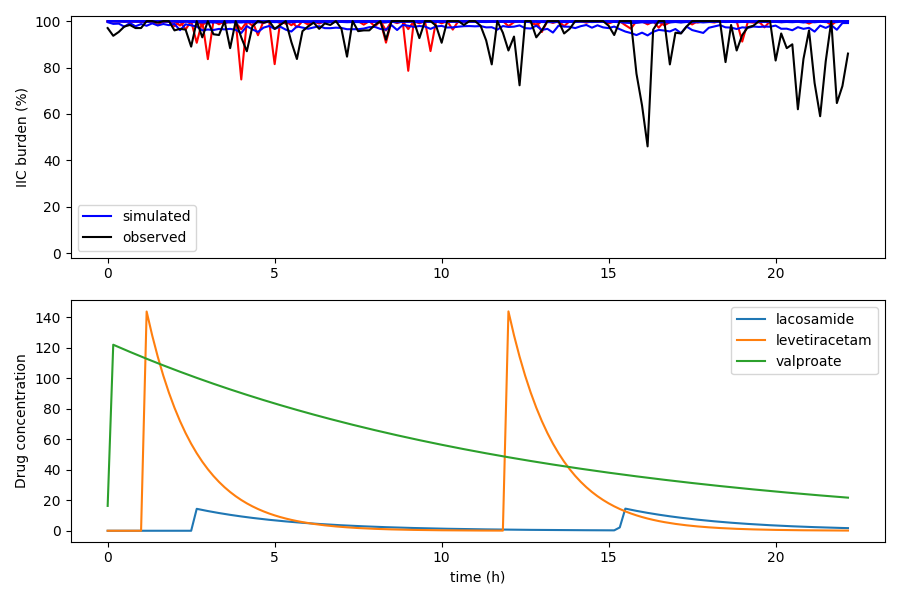 IIC burden (%)
100
80
60
40
20
0
simulated
observed
0 5 10 15 20
Drug concentration
140
120
100
80
60
40
20
0
lacosamide
levetiracetam
valproate
0 5 10 15 20
time (h)